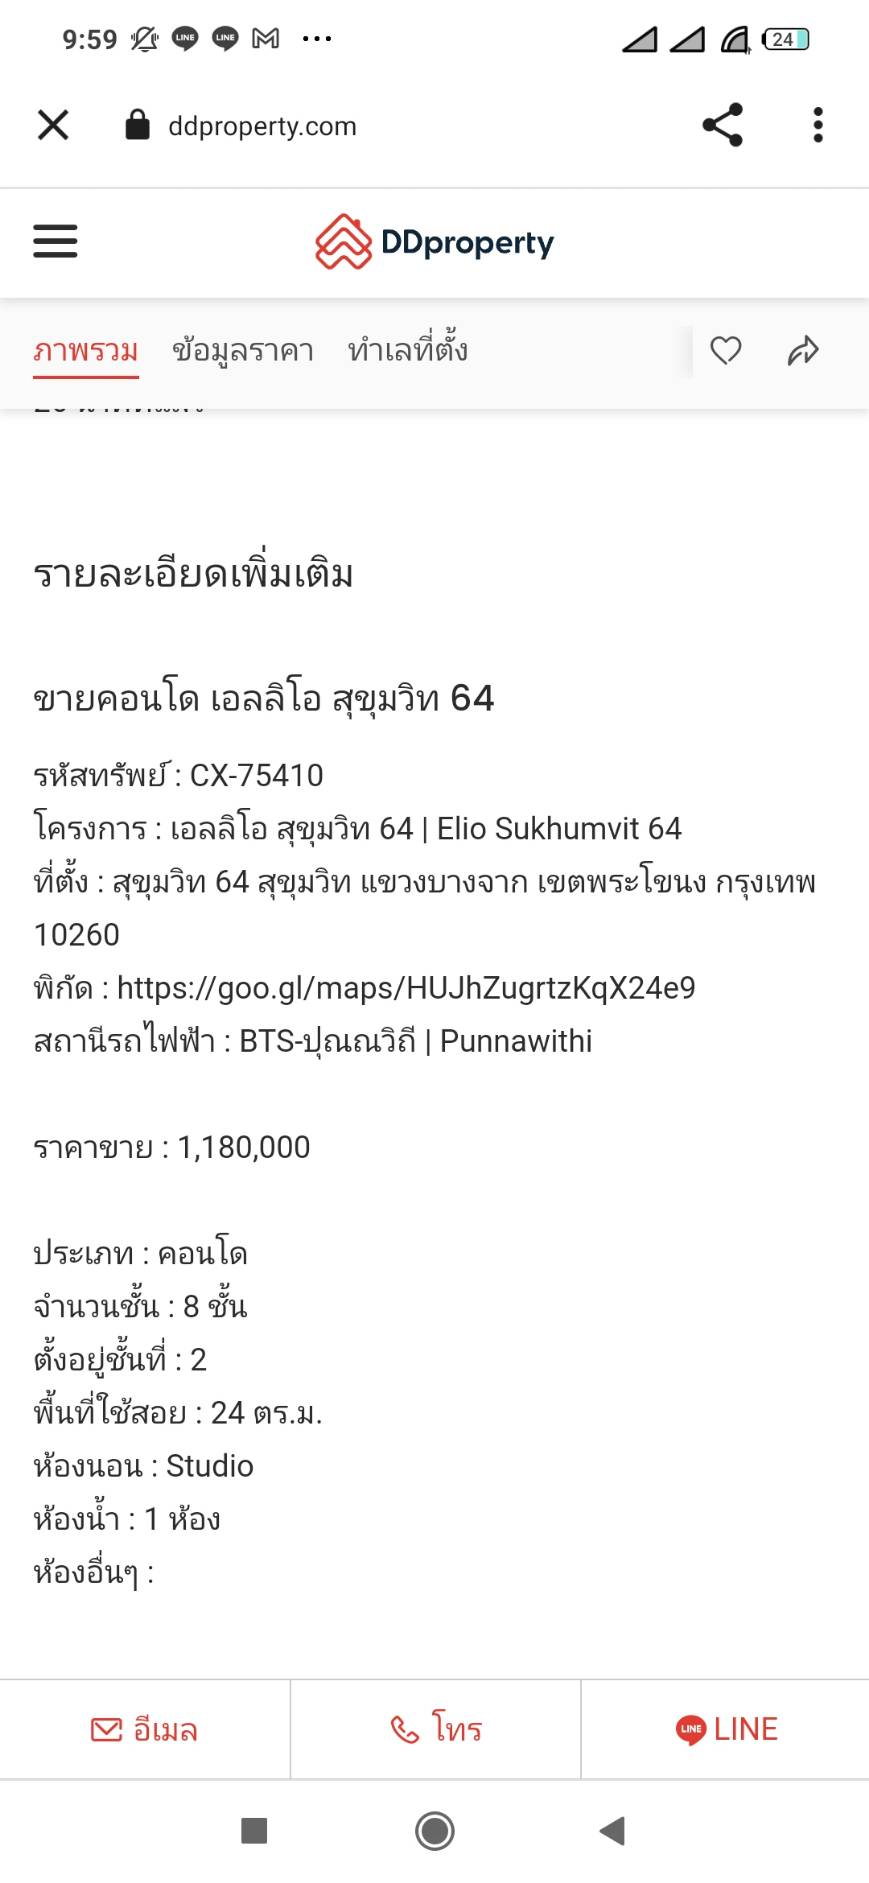 9:59 LINE LINE 24
ddproperty.com
DDproperty
ภาพรวม ข้อมูลราคา ทำเลที่ตั้ง
รายละเอียดเพิ่มเติม
ขายคอนโด เอลลิโอ สุขุมวิท 64
รหัสทรัพย์ : CX-75410
โครงการ : เอลลิโอ สุขุมวิท 64 | Elio Sukhumvit 64
ที่ตั้ง : สุขุมวิท 64 สุขุมวิท แขวงบางจาก เขตพระโขนง กรุงเทพ
10260
พิกัด : https://goo.gl/maps/HUJhZugrtzKqX24e9
สถานีรถไฟฟ้า : BTS-ปุณณวิถี | Punnawithi
ราคาขาย : 1,180,000
ประเภท : คอนโด
จำนวนชั้น : 8 ชั้น
ตั้งอยู่ชั้นที่ : 2
พื้นที่ใช้สอย : 24 ตร.ม.
ห้องนอน : Studio
ห้องน้ำ : 1 ห้อง
ห้องอื่นๆ :
อีเมล โทร LINE LINE